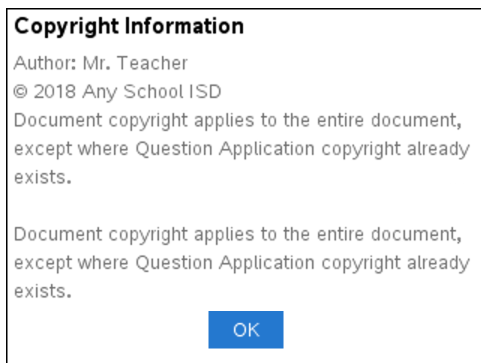 Copyright Information
Author: Mr. Teacher
© 2018 Any School ISD
Document copyright applies to the entire document,
except where Question Application copyright already
exists.
Document copyright applies to the entire document,
except where Question Application copyright already
exists.
OK